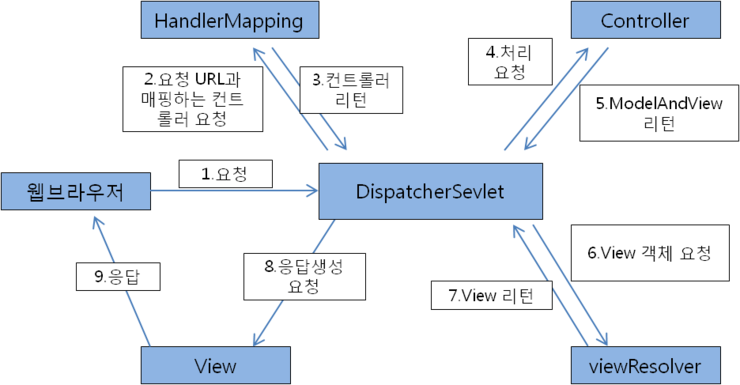 HandlerMapping
Controller
2.요청 URL과
매핑하는 컨트
롤러 요청
3.컨트롤러
리턴
4.처리
요청
5.ModelAndView
리턴
1.요청
웹브라우저
DispatcherSevlet
9.응답
8.응답생성
요청
7.View 리턴
6.View 객체 요청
View
viewResolver